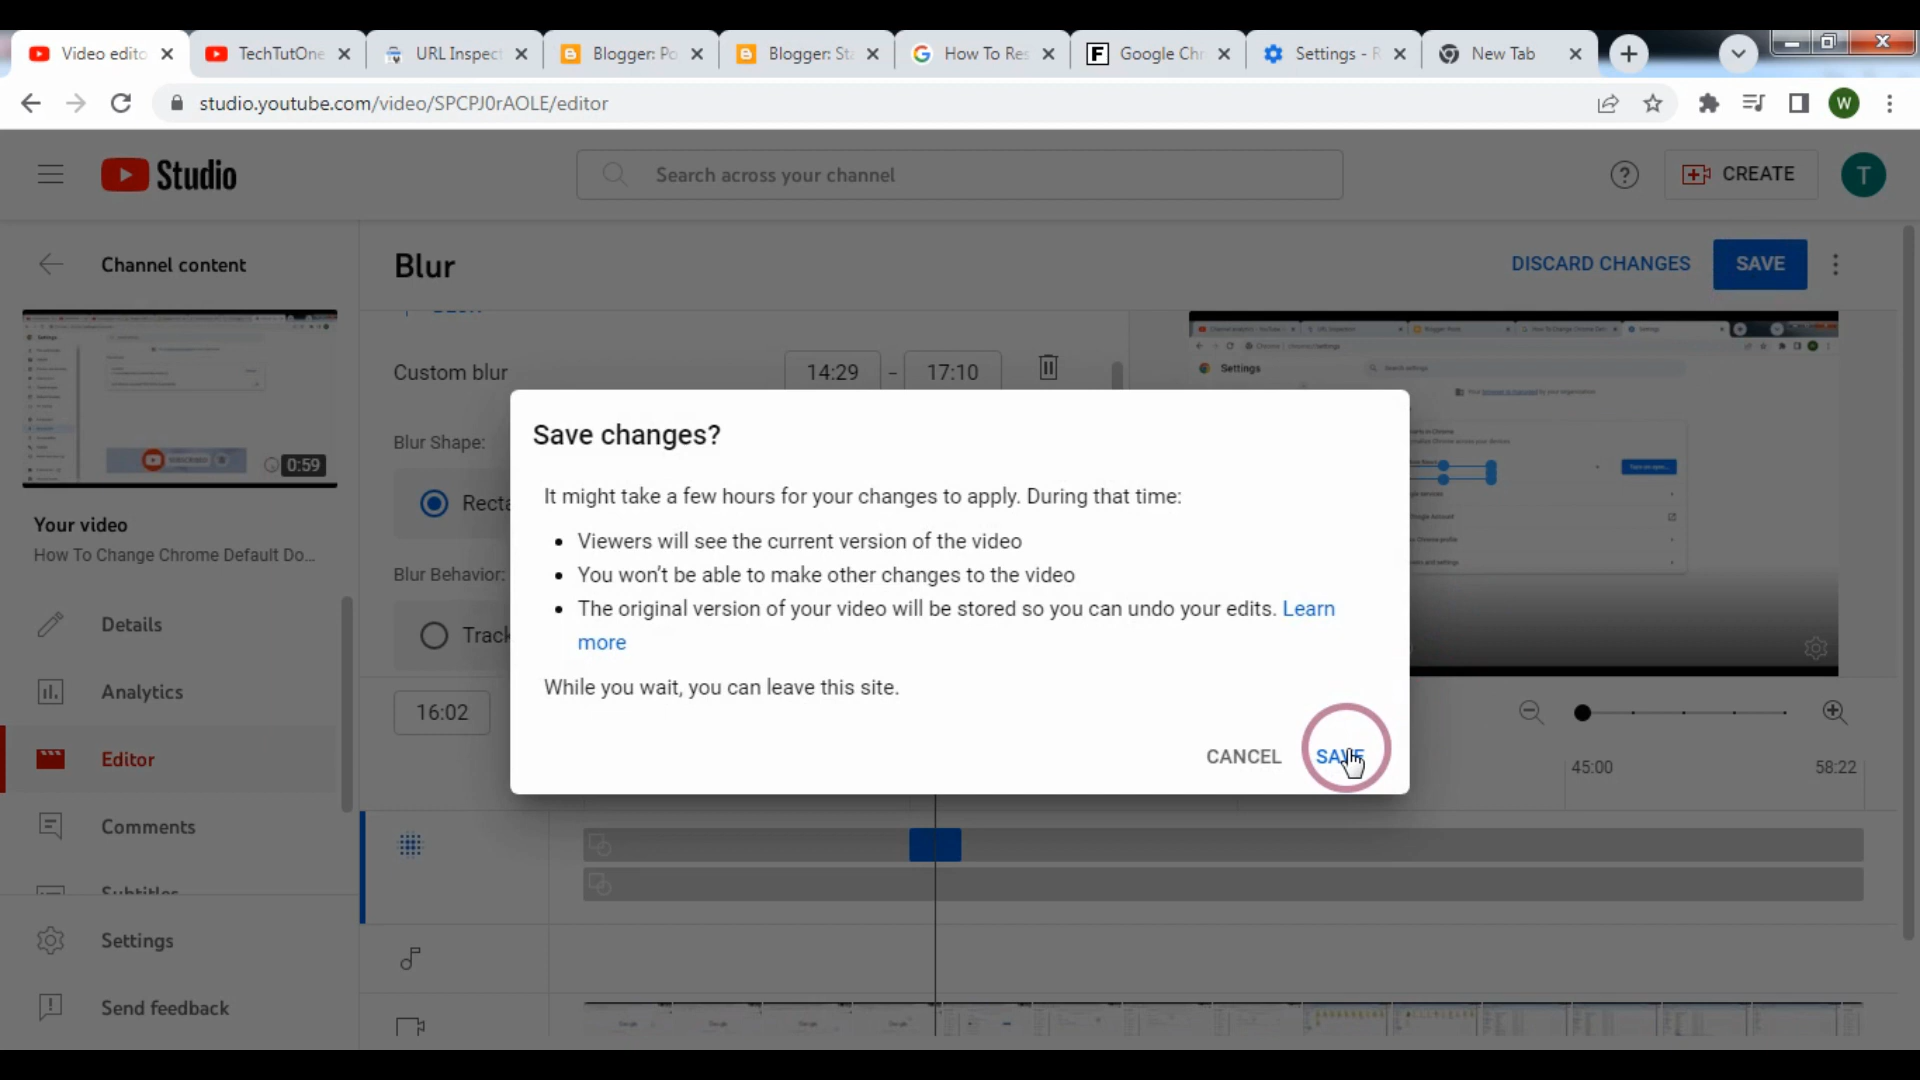 Video edito
TechTutOne
URL Inspect
Blogger: Po
Blogger: Sta
How To Res
Google Chr
Settings - R
New Tab
studio.youtube.com/video/SPCPJ0rAOLE/editor
W
Studio
Search across your channel
CREATE
T
Channel content
Blur
DISCARD CHANGES
SAVE
Custom blur
14:29 – 17:10
Settings
0:59
Save changes?
Blur Shape:
It might take a few hours for your changes to apply. During that time:
Recta
Your video
Viewers will see the current version of the video
How To Change Chrome Default Do...
Blur Behavior:
You won't be able to make other changes to the video
The original version of your video will be stored so you can undo your edits. Learn
more
Track
Details
While you wait, you can leave this site.
Analytics
16:02
CANCEL
SAVE
Editor
45:00
58:22
Comments
Subtitles
Settings
Send feedback